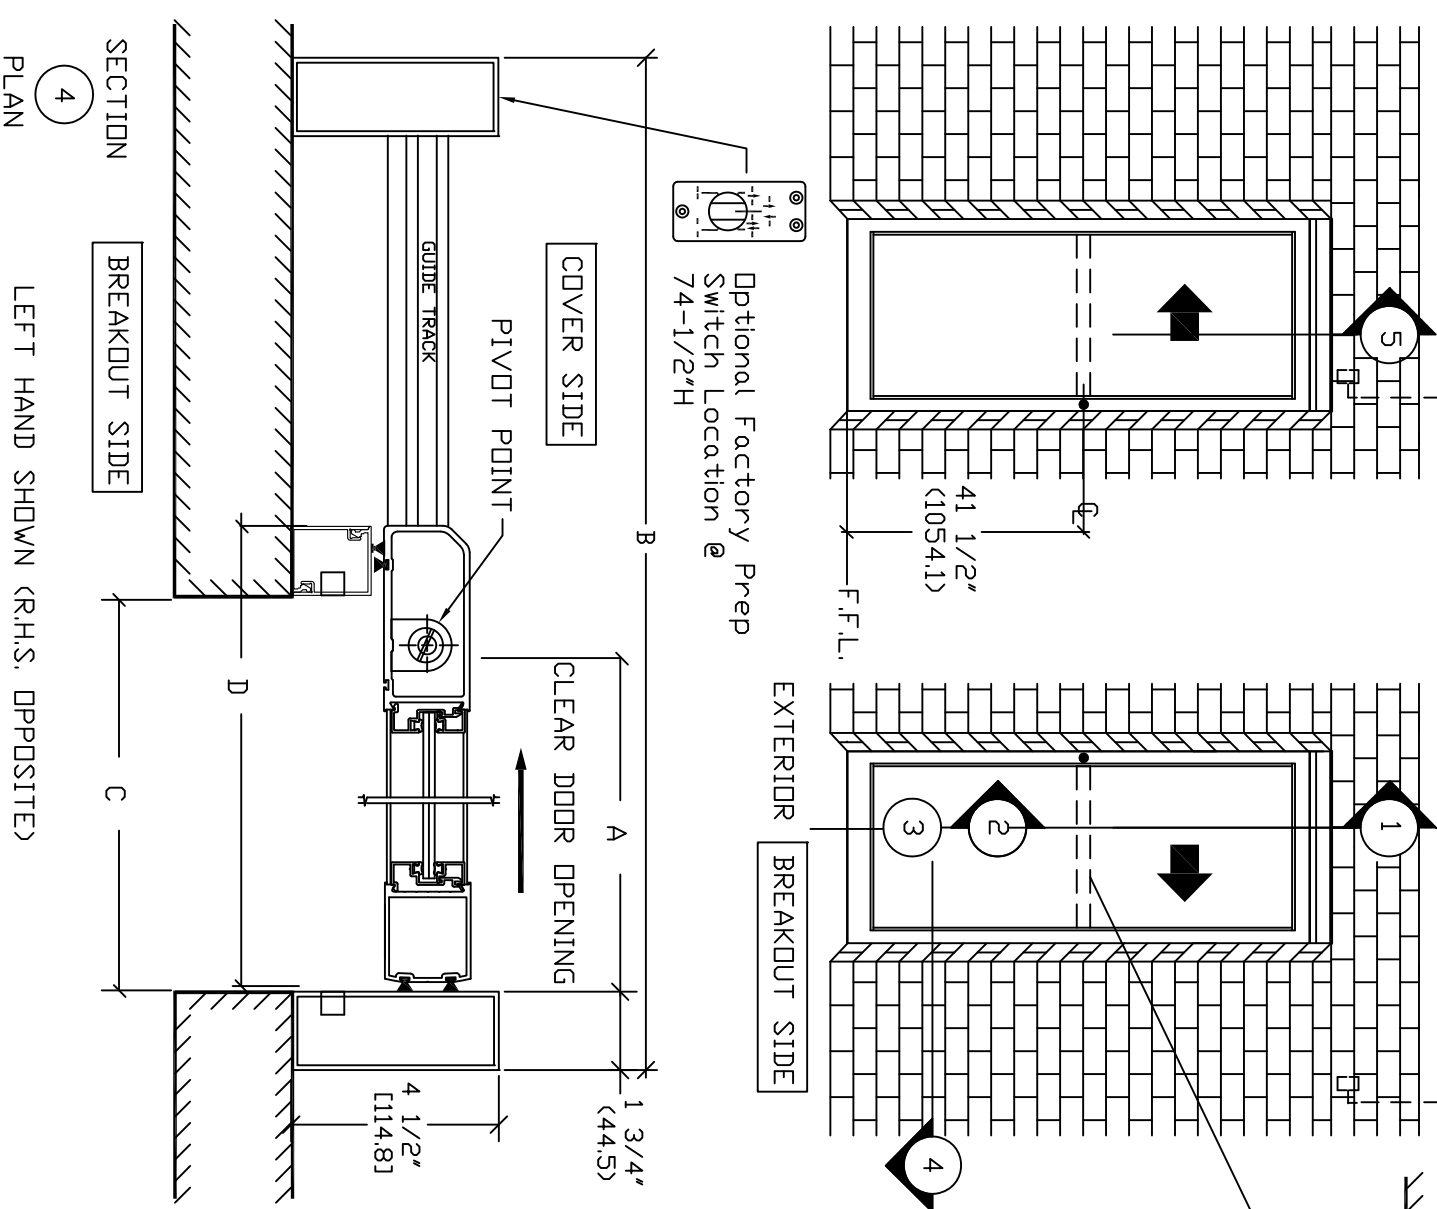 5
1
41 1/2"
(1054.1)
C
L
F.F.L.
2
3
4
EXTERIOR
BREAKOUT SIDE
Optional Factory Prep
Switch Location @
74-1/2"H
B
COVER SIDE
CLEAR DOOR OPENING
A
1 3/4"
(44.5)
PIVOT POINT
GUIDE TRACK
4 1/2"
[114.8]
D
C
SECTION
4
PLAN
BREAKOUT SIDE
LEFT HAND SHOWN (R.H.S. OPPOSITE)